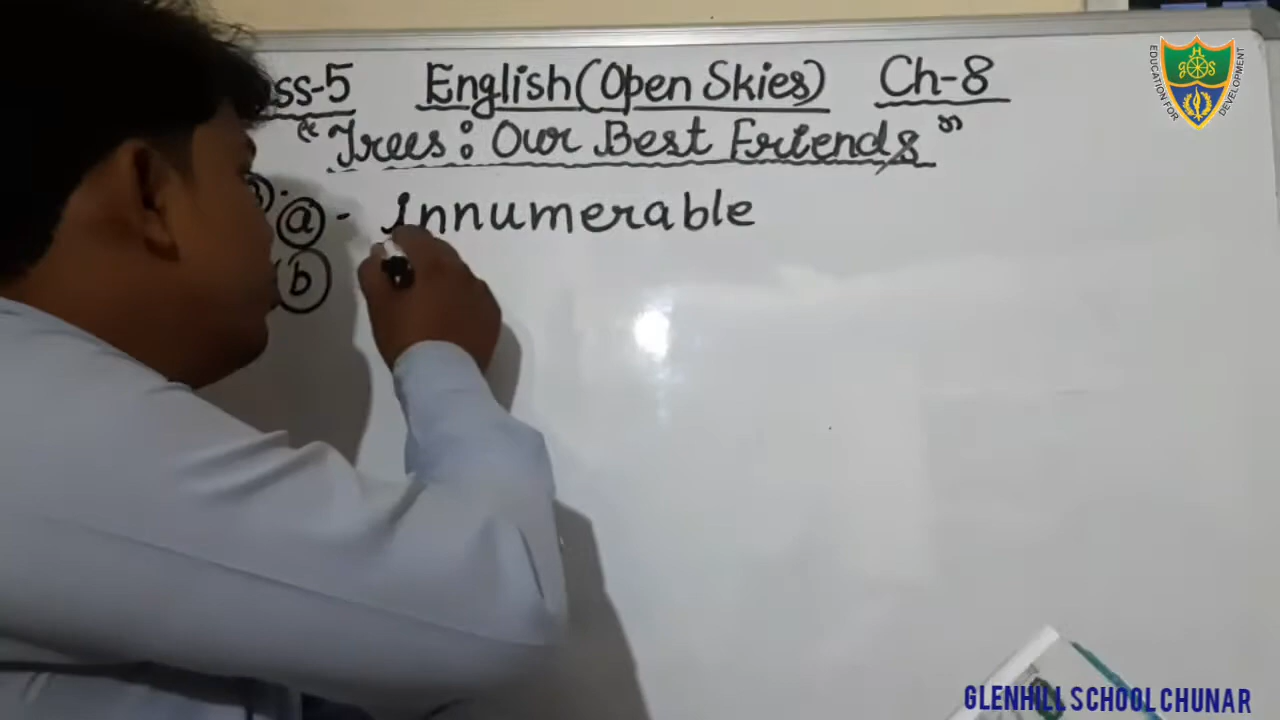 ss-5 English (Open Skies) Ch-8
"Trees: Our Best Friends"
a - innumerable
b
EDUCATION FOR DEVELOPMENT
GLENHILL SCHOOL CHUNAR